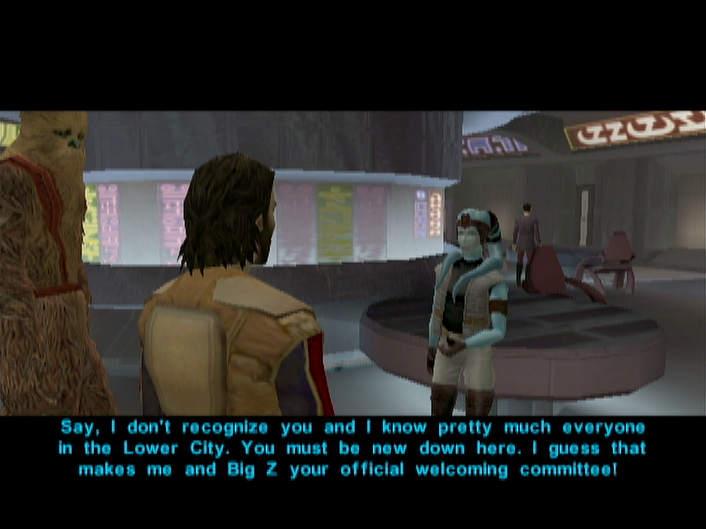 Say, I don't recognize you and I know pretty much everyone
in the Lower City. You must be new down here. I guess that
makes me and Big Z your official welcoming committee!